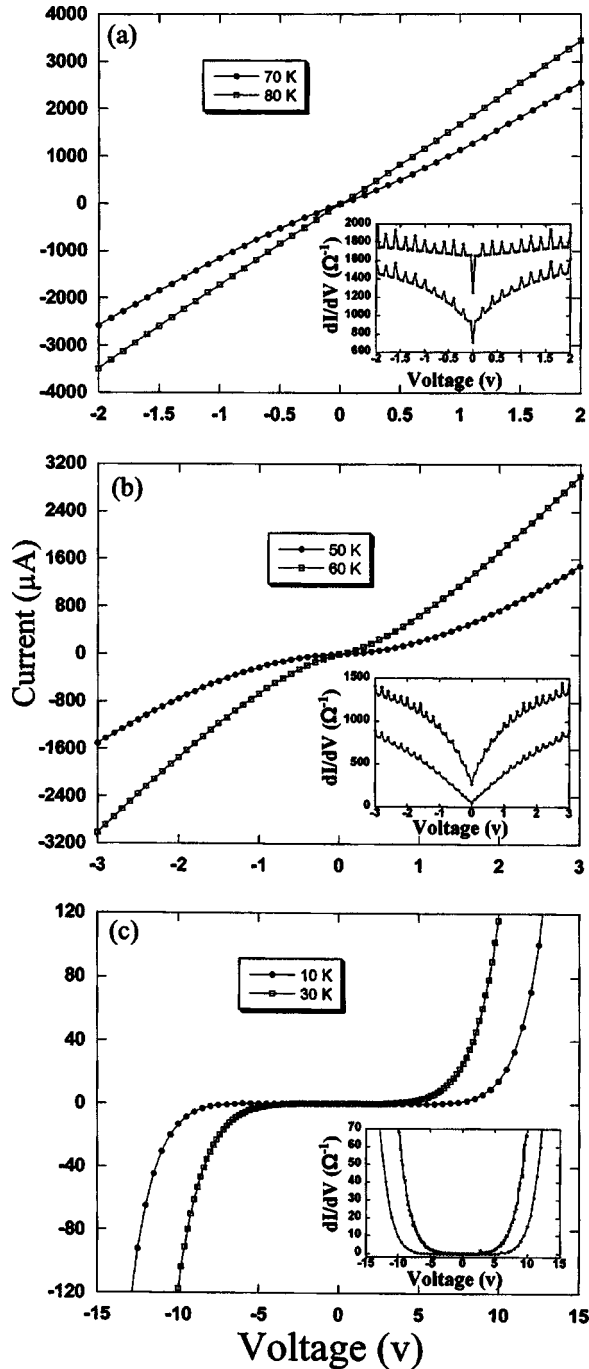 (a)
4000
3000
2000
1000
0
-1000
-2000
-3000
-4000
70 K
80 K
-2 -1.5 -1 -0.5 0 0.5 1 1.5 2
dI/dV (Ω⁻¹)
2000
1800
1600
1400
1200
1000
800
600
-2 -1.5 -1 -0.5 0 0.5 1 1.5 2
Voltage (v)
(b)
3200
2400
1600
800
0
-800
-1600
-2400
-3200
50 K
60 K
-3 -2 -1 0 1 2 3
dI/dV (Ω⁻¹)
1500
1000
500
0
-3 -2 -1 0 1 2 3
Voltage (v)
Current (μA)
(c)
120
80
40
0
-40
-80
-120
10 K
30 K
-15 -10 -5 0 5 10 15
dI/dV (Ω⁻¹)
70
60
50
40
30
20
10
0
-15 -10 -5 0 5 10 15
Voltage (v)
Voltage (v)